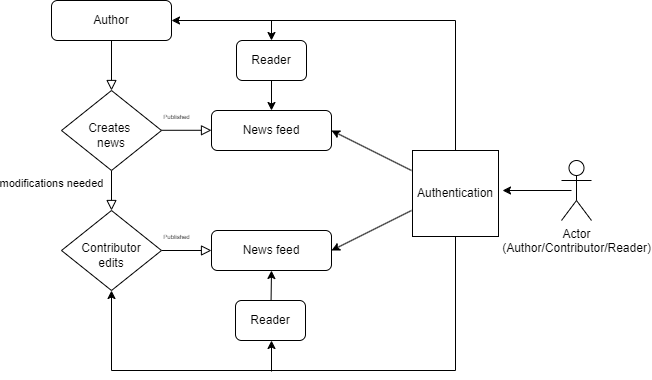 Author
Reader
Creates
news
Published
News feed
modifications needed
Authentication
Actor
(Author/Contributor/Reader)
Contributor
edits
Published
News feed
Reader